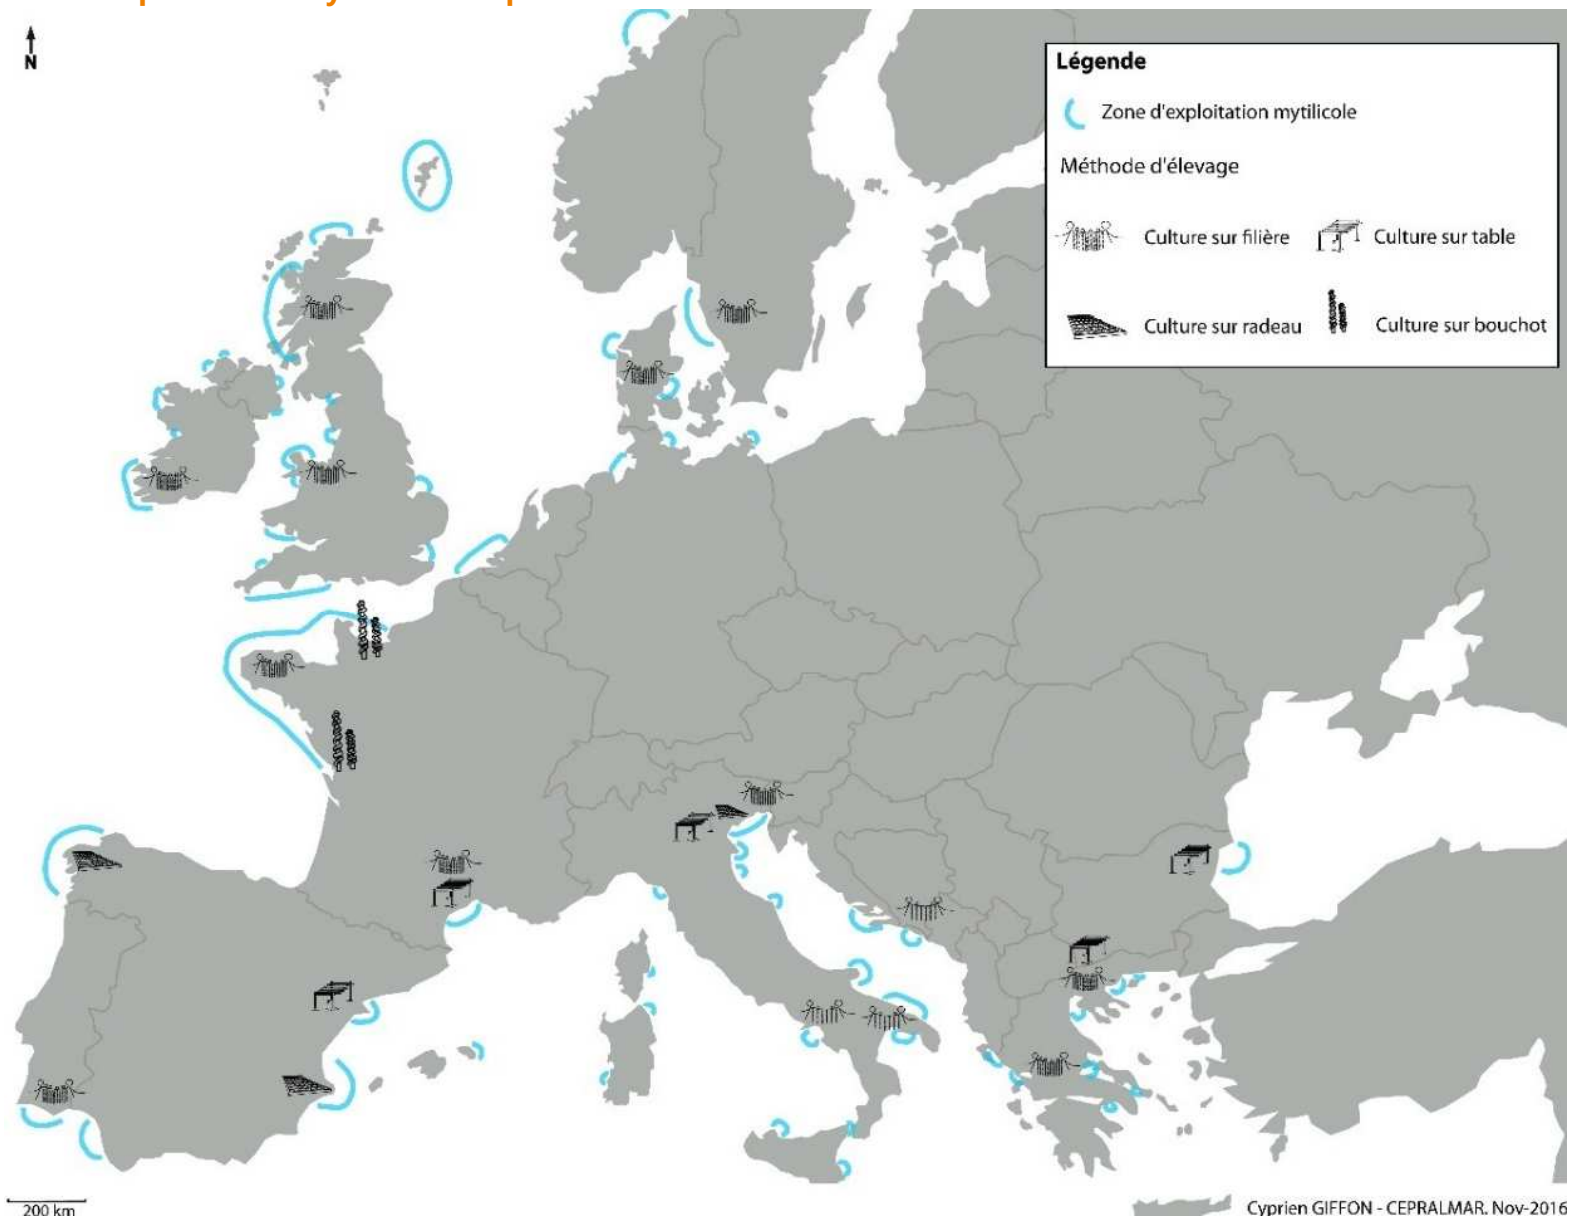 N
Légende
Zone d'exploitation mytilicole
Méthode d'élevage
Culture sur filière
Culture sur table
Culture sur radeau
Culture sur bouchot
200 km
Cyprien GIFFON - CEPRALMAR. Nov-2016